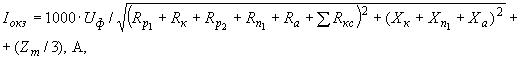 I_окз = 1000 · U_ф / √((R_р₁ + R_к + R_р₂ + R_п₁ + R_а + ∑ R_кс)² + (X_к + X_п₁ + X_а)²) +
+ (Z_т / 3), А,